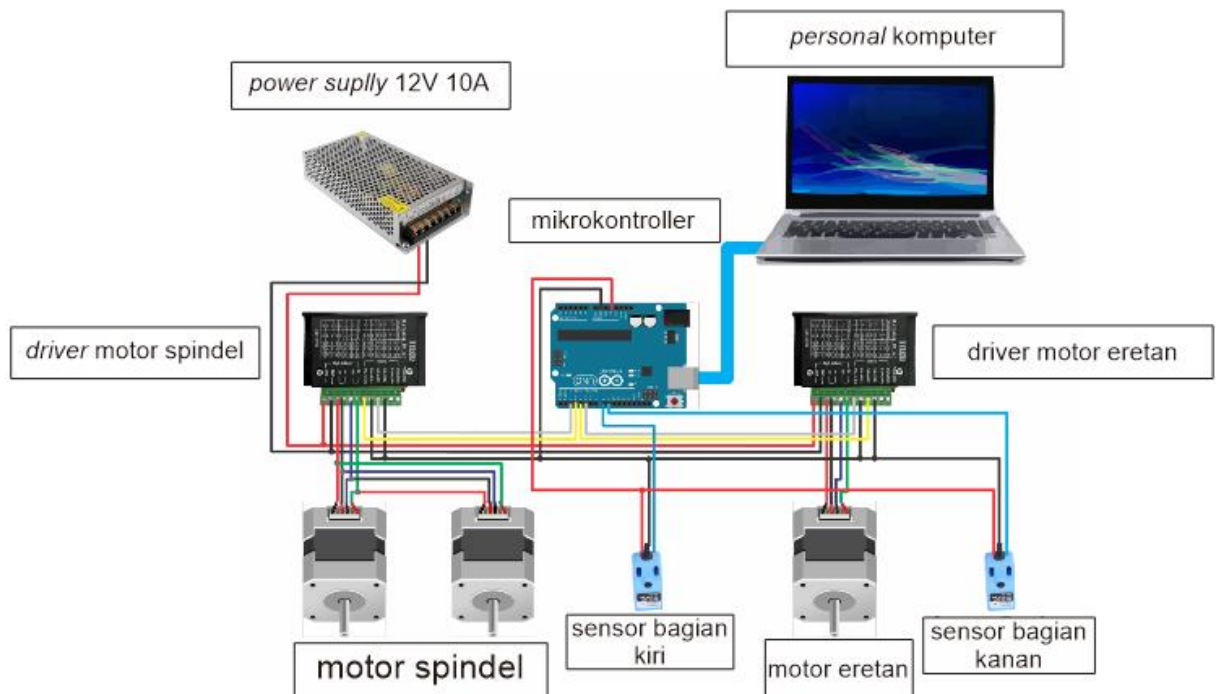 personal komputer
power suplly 12V 10A
mikrokontroller
driver motor spindel
driver motor eretan
UNO
sensor bagian
kiri
motor spindel
motor eretan
sensor bagian
kanan